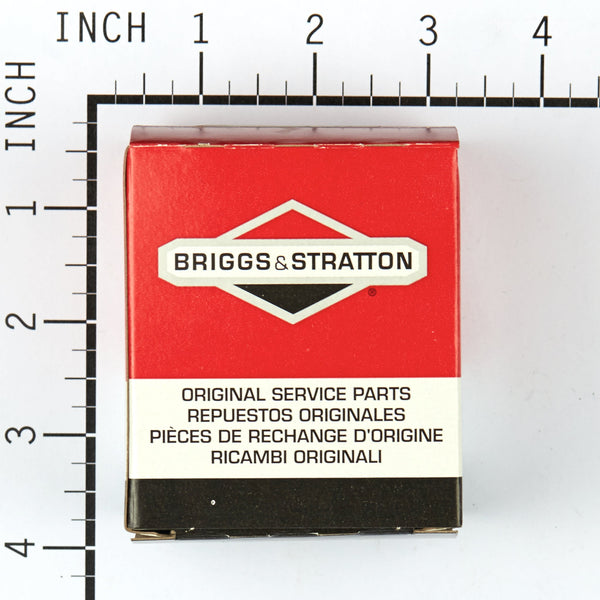 INCH 1 2 3 4
INCH
1
2
3
4
BRIGGS & STRATTON
®
ORIGINAL SERVICE PARTS
REPUESTOS ORIGINALES
PIÈCES DE RECHANGE D'ORIGINE
RICAMBI ORIGINALI